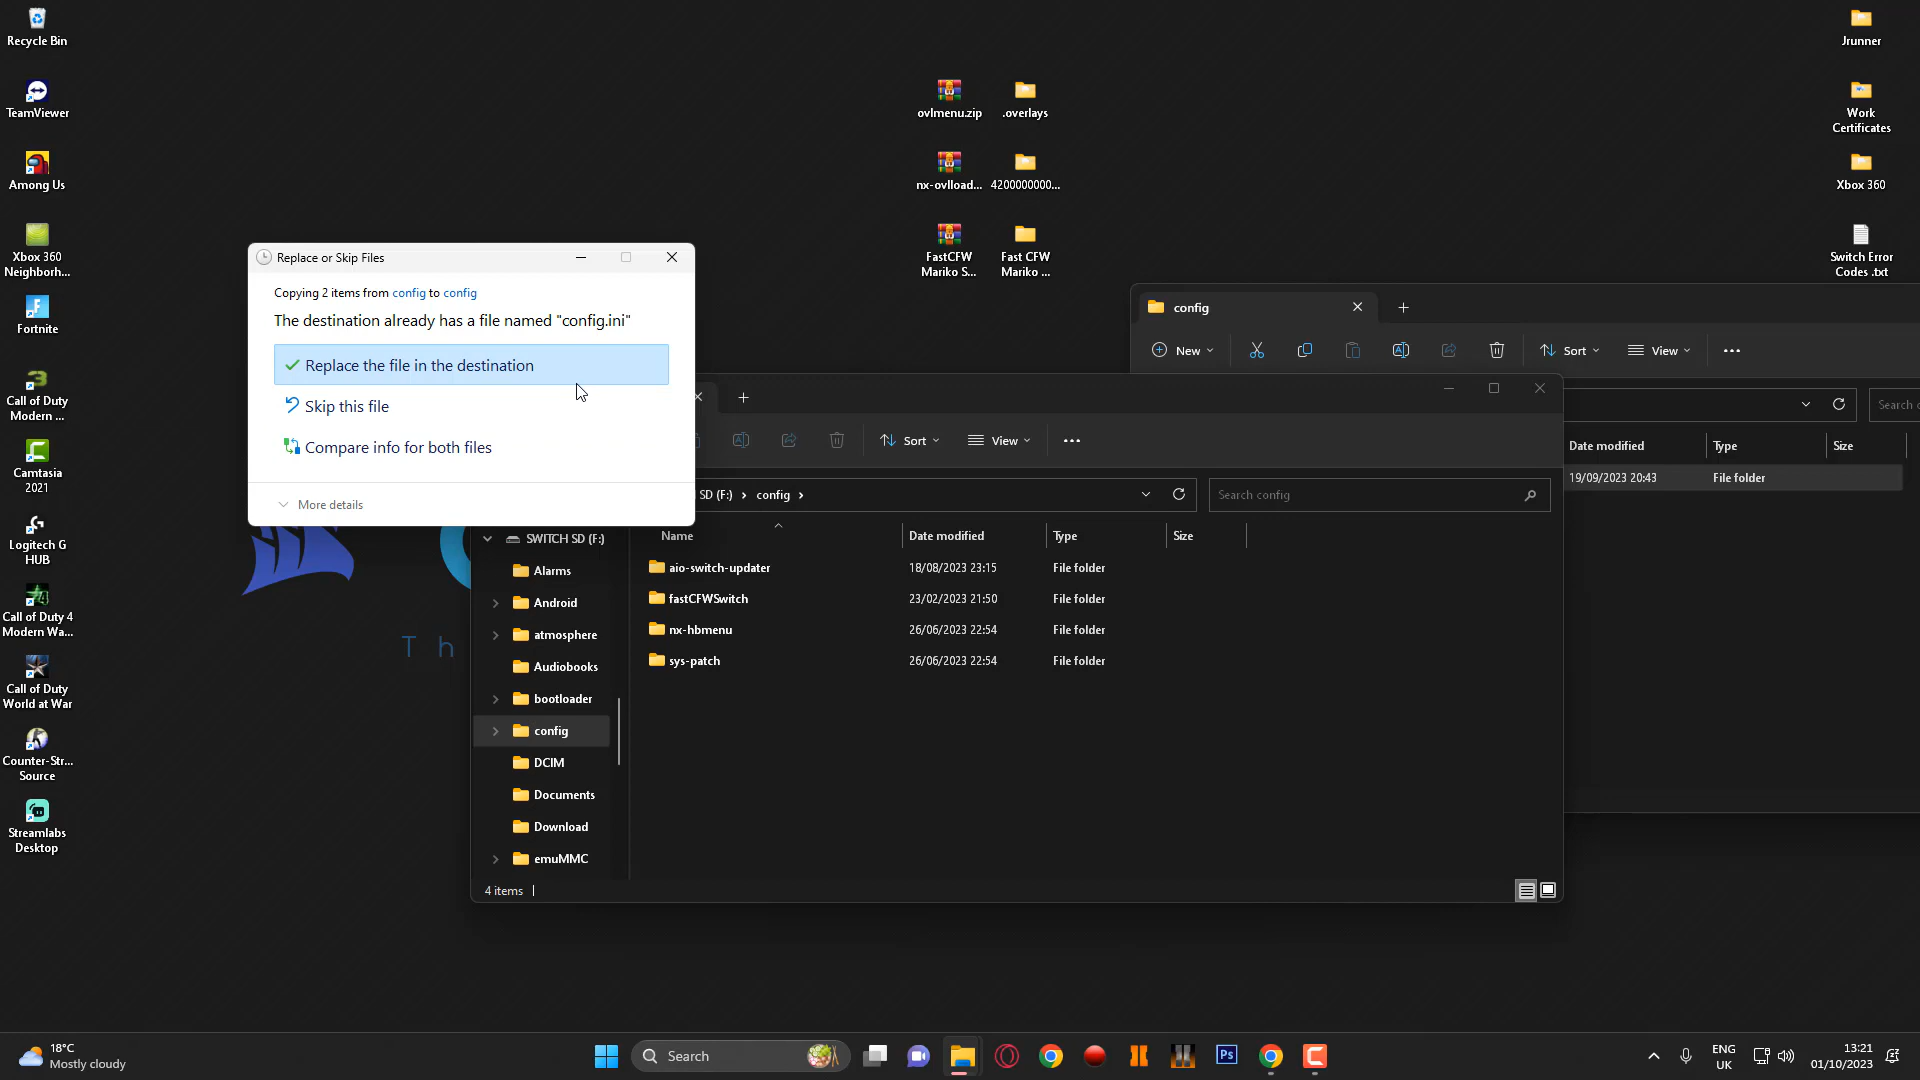 Recycle Bin
TeamViewer
Among Us
Xbox 360
Neighborh...
Fortnite
Call of Duty
Modern ...
Camtasia
2021
Logitech G
HUB
Call of Duty 4
Modern Wa...
Call of Duty
World at War
Counter-Str...
Source
Streamlabs
Desktop
ovlmenu.zip
.overlays
nx-ovlload...
4200000000...
FastCFW
Mariko S...
Fast CFW
Mariko ...
Jrunner
Work
Certificates
Xbox 360
Switch Error
Codes .txt
Replace or Skip Files
Copying 2 items from config to config
The destination already has a file named "config.ini"
Replace the file in the destination
Skip this file
Compare info for both files
More details
config
New
Sort
View
Search c
Date modified
Type
Size
19/09/2023 20:43
File folder
Sort
View
SD (F:)
config
Search config
Name
Date modified
Type
Size
aio-switch-updater
18/08/2023 23:15
File folder
fastCFWSwitch
23/02/2023 21:50
File folder
nx-hbmenu
26/06/2023 22:54
File folder
sys-patch
26/06/2023 22:54
File folder
SWITCH SD (F:)
Alarms
Android
atmosphere
Audiobooks
bootloader
config
DCIM
Documents
Download
emuMMC
4 items
T h
18°C
Mostly cloudy
Search
Ps
ENG
UK
13:21
01/10/2023